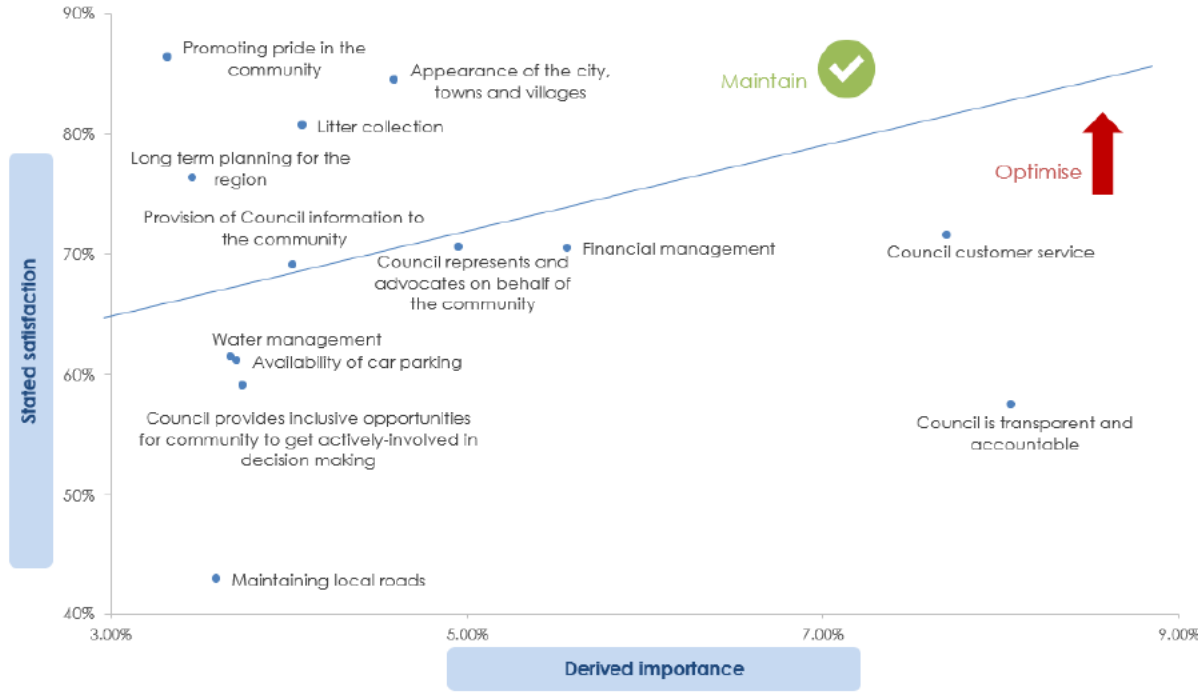 90%
Promoting pride in the
community
Appearance of the city,
towns and villages
Maintain
Litter collection
80%
Long term planning for the
region
Optimise
Provision of Council information to
the community
70%
Financial management
Council customer service
Council represents and
advocates on behalf of
the community
Water management
Availability of car parking
60%
Council provides inclusive opportunities
for community to get actively-involved in
decision making
Council is transparent and
accountable
50%
Maintaining local roads
40%
Stated satisfaction
3.00%
5.00%
7.00%
9.00%
Derived importance